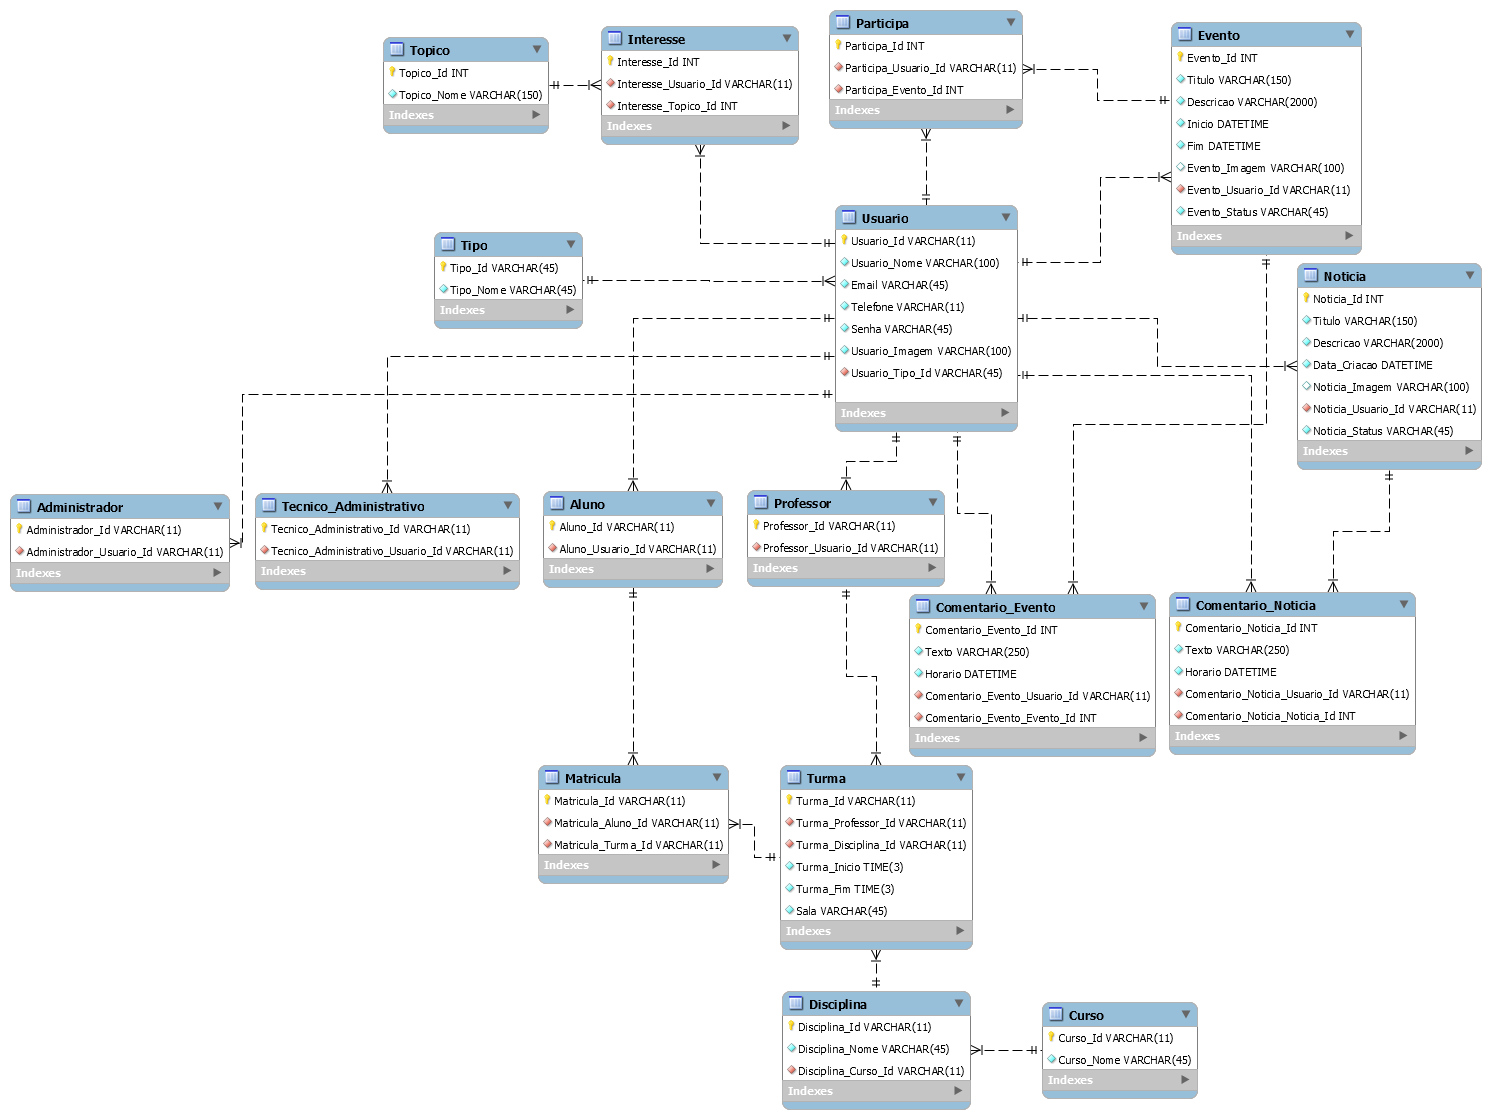 Topico
Topico_Id INT
Topico_Nome VARCHAR(150)
Indexes
Interesse
Interesse_Id INT
Interesse_Usuario_Id VARCHAR(11)
Interesse_Topico_Id INT
Indexes
Participa
Participa_Id INT
Participa_Usuario_Id VARCHAR(11)
Participa_Evento_Id INT
Indexes
Evento
Evento_Id INT
Titulo VARCHAR(150)
Descricao VARCHAR(2000)
Inicio DATETIME
Fim DATETIME
Evento_Imagem VARCHAR(100)
Evento_Usuario_Id VARCHAR(11)
Evento_Status VARCHAR(45)
Indexes
Tipo
Tipo_Id VARCHAR(45)
Tipo_Nome VARCHAR(45)
Indexes
Usuario
Usuario_Id VARCHAR(11)
Usuario_Nome VARCHAR(100)
Email VARCHAR(45)
Telefone VARCHAR(11)
Senha VARCHAR(45)
Usuario_Imagem VARCHAR(100)
Usuario_Tipo_Id VARCHAR(45)
Indexes
Noticia
Noticia_Id INT
Titulo VARCHAR(150)
Descricao VARCHAR(2000)
Data_Criacao DATETIME
Noticia_Imagem VARCHAR(100)
Noticia_Usuario_Id VARCHAR(11)
Noticia_Status VARCHAR(45)
Indexes
Administrador
Administrador_Id VARCHAR(11)
Administrador_Usuario_Id VARCHAR(11)
Indexes
Tecnico_Administrativo
Tecnico_Administrativo_Id VARCHAR(11)
Tecnico_Administrativo_Usuario_Id VARCHAR(11)
Indexes
Aluno
Aluno_Id VARCHAR(11)
Aluno_Usuario_Id VARCHAR(11)
Indexes
Professor
Professor_Id VARCHAR(11)
Professor_Usuario_Id VARCHAR(11)
Indexes
Comentario_Evento
Comentario_Evento_Id INT
Texto VARCHAR(250)
Horario DATETIME
Comentario_Evento_Usuario_Id VARCHAR(11)
Comentario_Evento_Evento_Id INT
Indexes
Comentario_Noticia
Comentario_Noticia_Id INT
Texto VARCHAR(250)
Horario DATETIME
Comentario_Noticia_Usuario_Id VARCHAR(11)
Comentario_Noticia_Noticia_Id INT
Indexes
Matricula
Matricula_Id VARCHAR(11)
Matricula_Aluno_Id VARCHAR(11)
Matricula_Turma_Id VARCHAR(11)
Indexes
Turma
Turma_Id VARCHAR(11)
Turma_Professor_Id VARCHAR(11)
Turma_Disciplina_Id VARCHAR(11)
Turma_Inicio TIME(3)
Turma_Fim TIME(3)
Sala VARCHAR(45)
Indexes
Disciplina
Disciplina_Id VARCHAR(11)
Disciplina_Nome VARCHAR(45)
Disciplina_Curso_Id VARCHAR(11)
Indexes
Curso
Curso_Id VARCHAR(11)
Curso_Nome VARCHAR(45)
Indexes